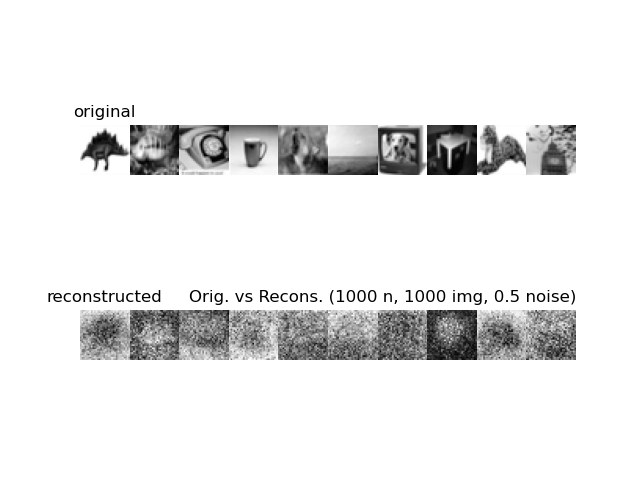 original
reconstructed
Orig. vs Recons. (1000 n, 1000 img, 0.5 noise)